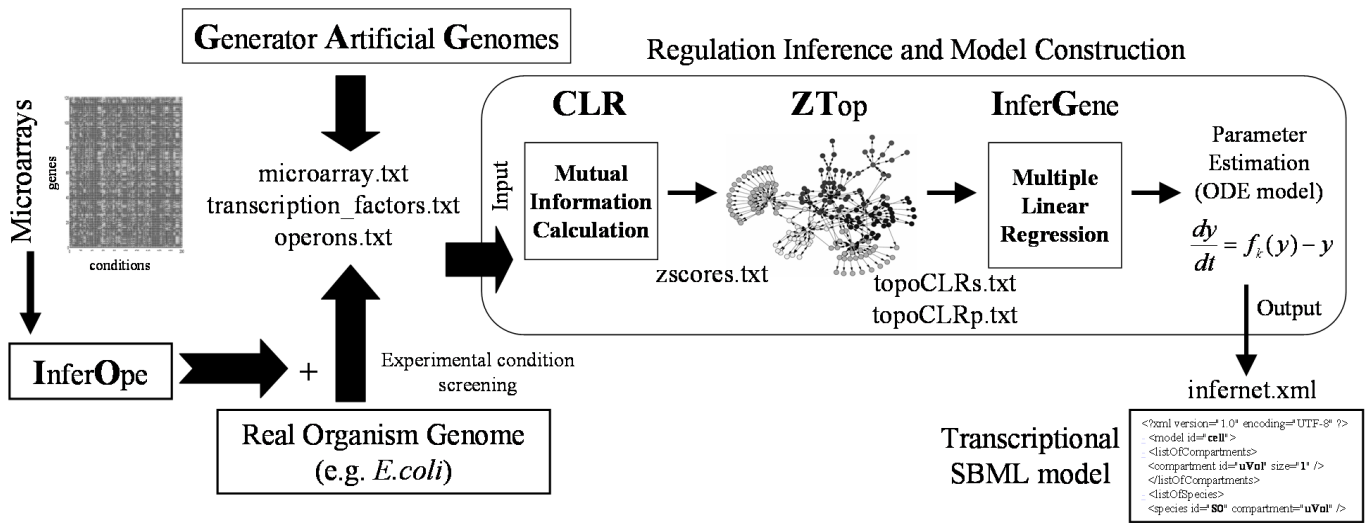 Generator Artificial Genomes
Regulation Inference and Model Construction
Microarrays
genes
conditions
microarray.txt
transcription_factors.txt
operons.txt
Input
CLR
Mutual
Information
Calculation
zscores.txt
ZTop
topoCLRs.txt
topoCLRp.txt
InferGene
Multiple
Linear
Regression
Parameter
Estimation
(ODE model)
dy/dt = f_k(y) − y
Output
InferOpe
+
Experimental condition
screening
Real Organism Genome
(e.g. E.coli)
infernet.xml
Transcriptional
SBML model
<?xml version="1.0" encoding="UTF-8" ?>
<model id="cell">
<listOfCompartments>
<compartment id="uVol" size="1" />
</listOfCompartments>
<listOfSpecies>
<species id="S0" compartment="uVol" />